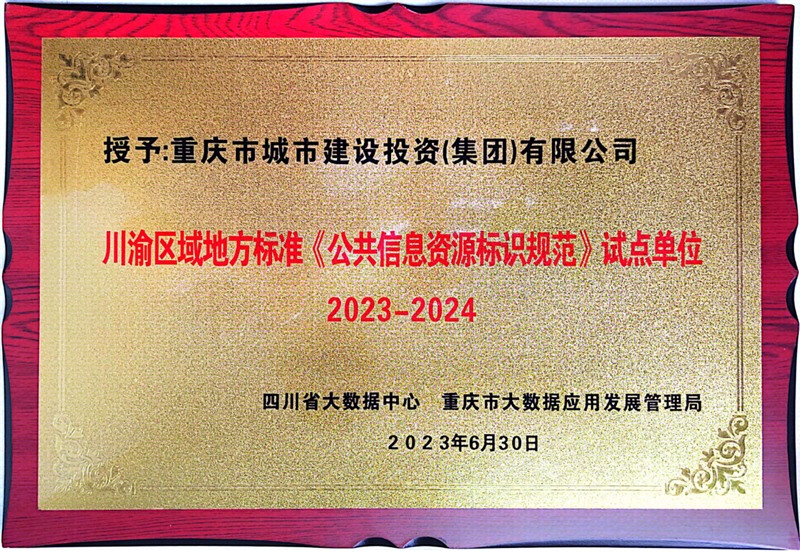 授予:重庆市城市建设投资(集团)有限公司
川渝区域地方标准《公共信息资源标识规范》试点单位
2023-2024
四川省大数据中心　重庆市大数据应用发展管理局
2023年6月30日